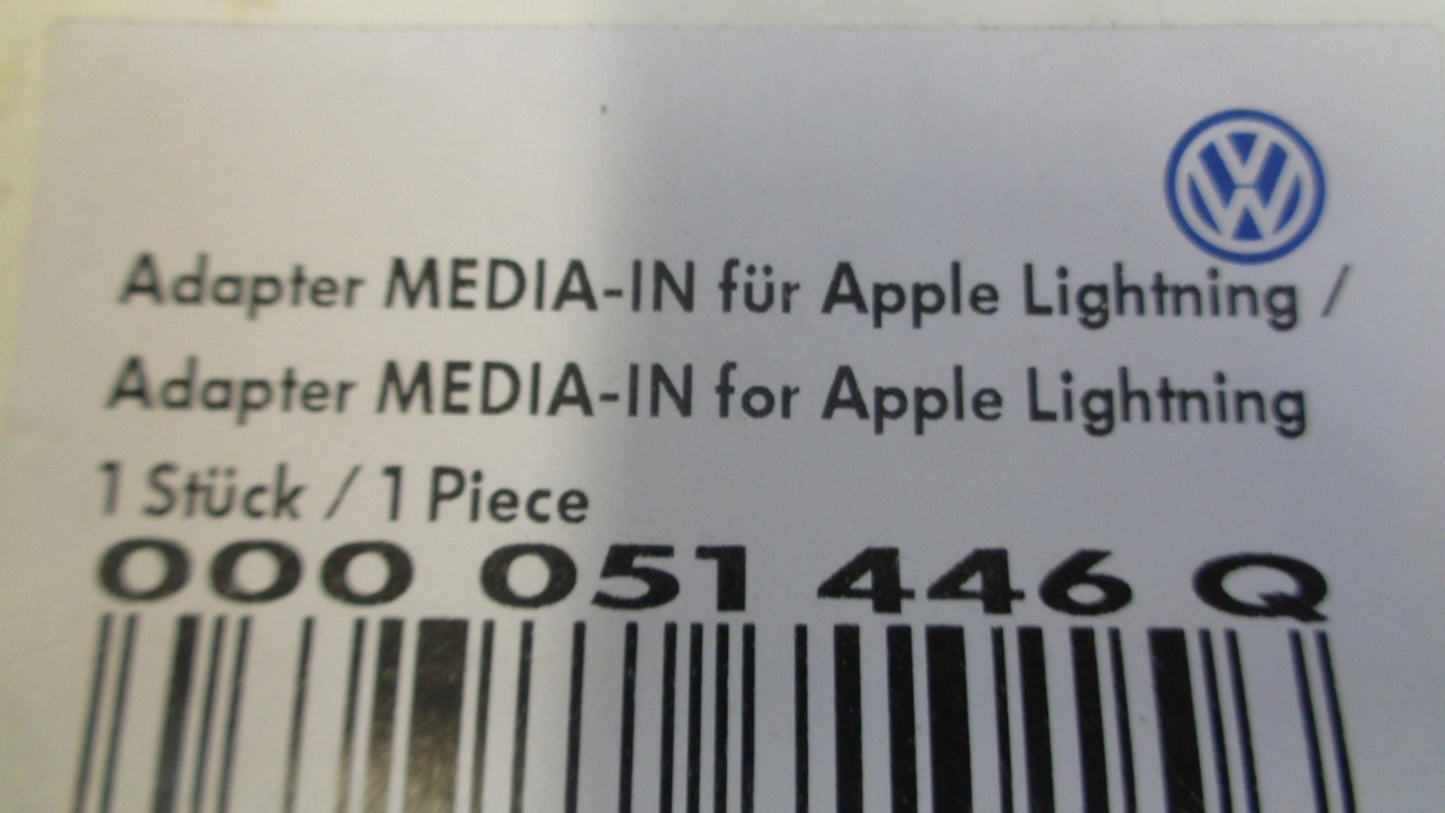 VW
Adapter MEDIA-IN für Apple Lightning /
Adapter MEDIA-IN for Apple Lightning
1 Stück / 1 Piece
000 051 446 Q